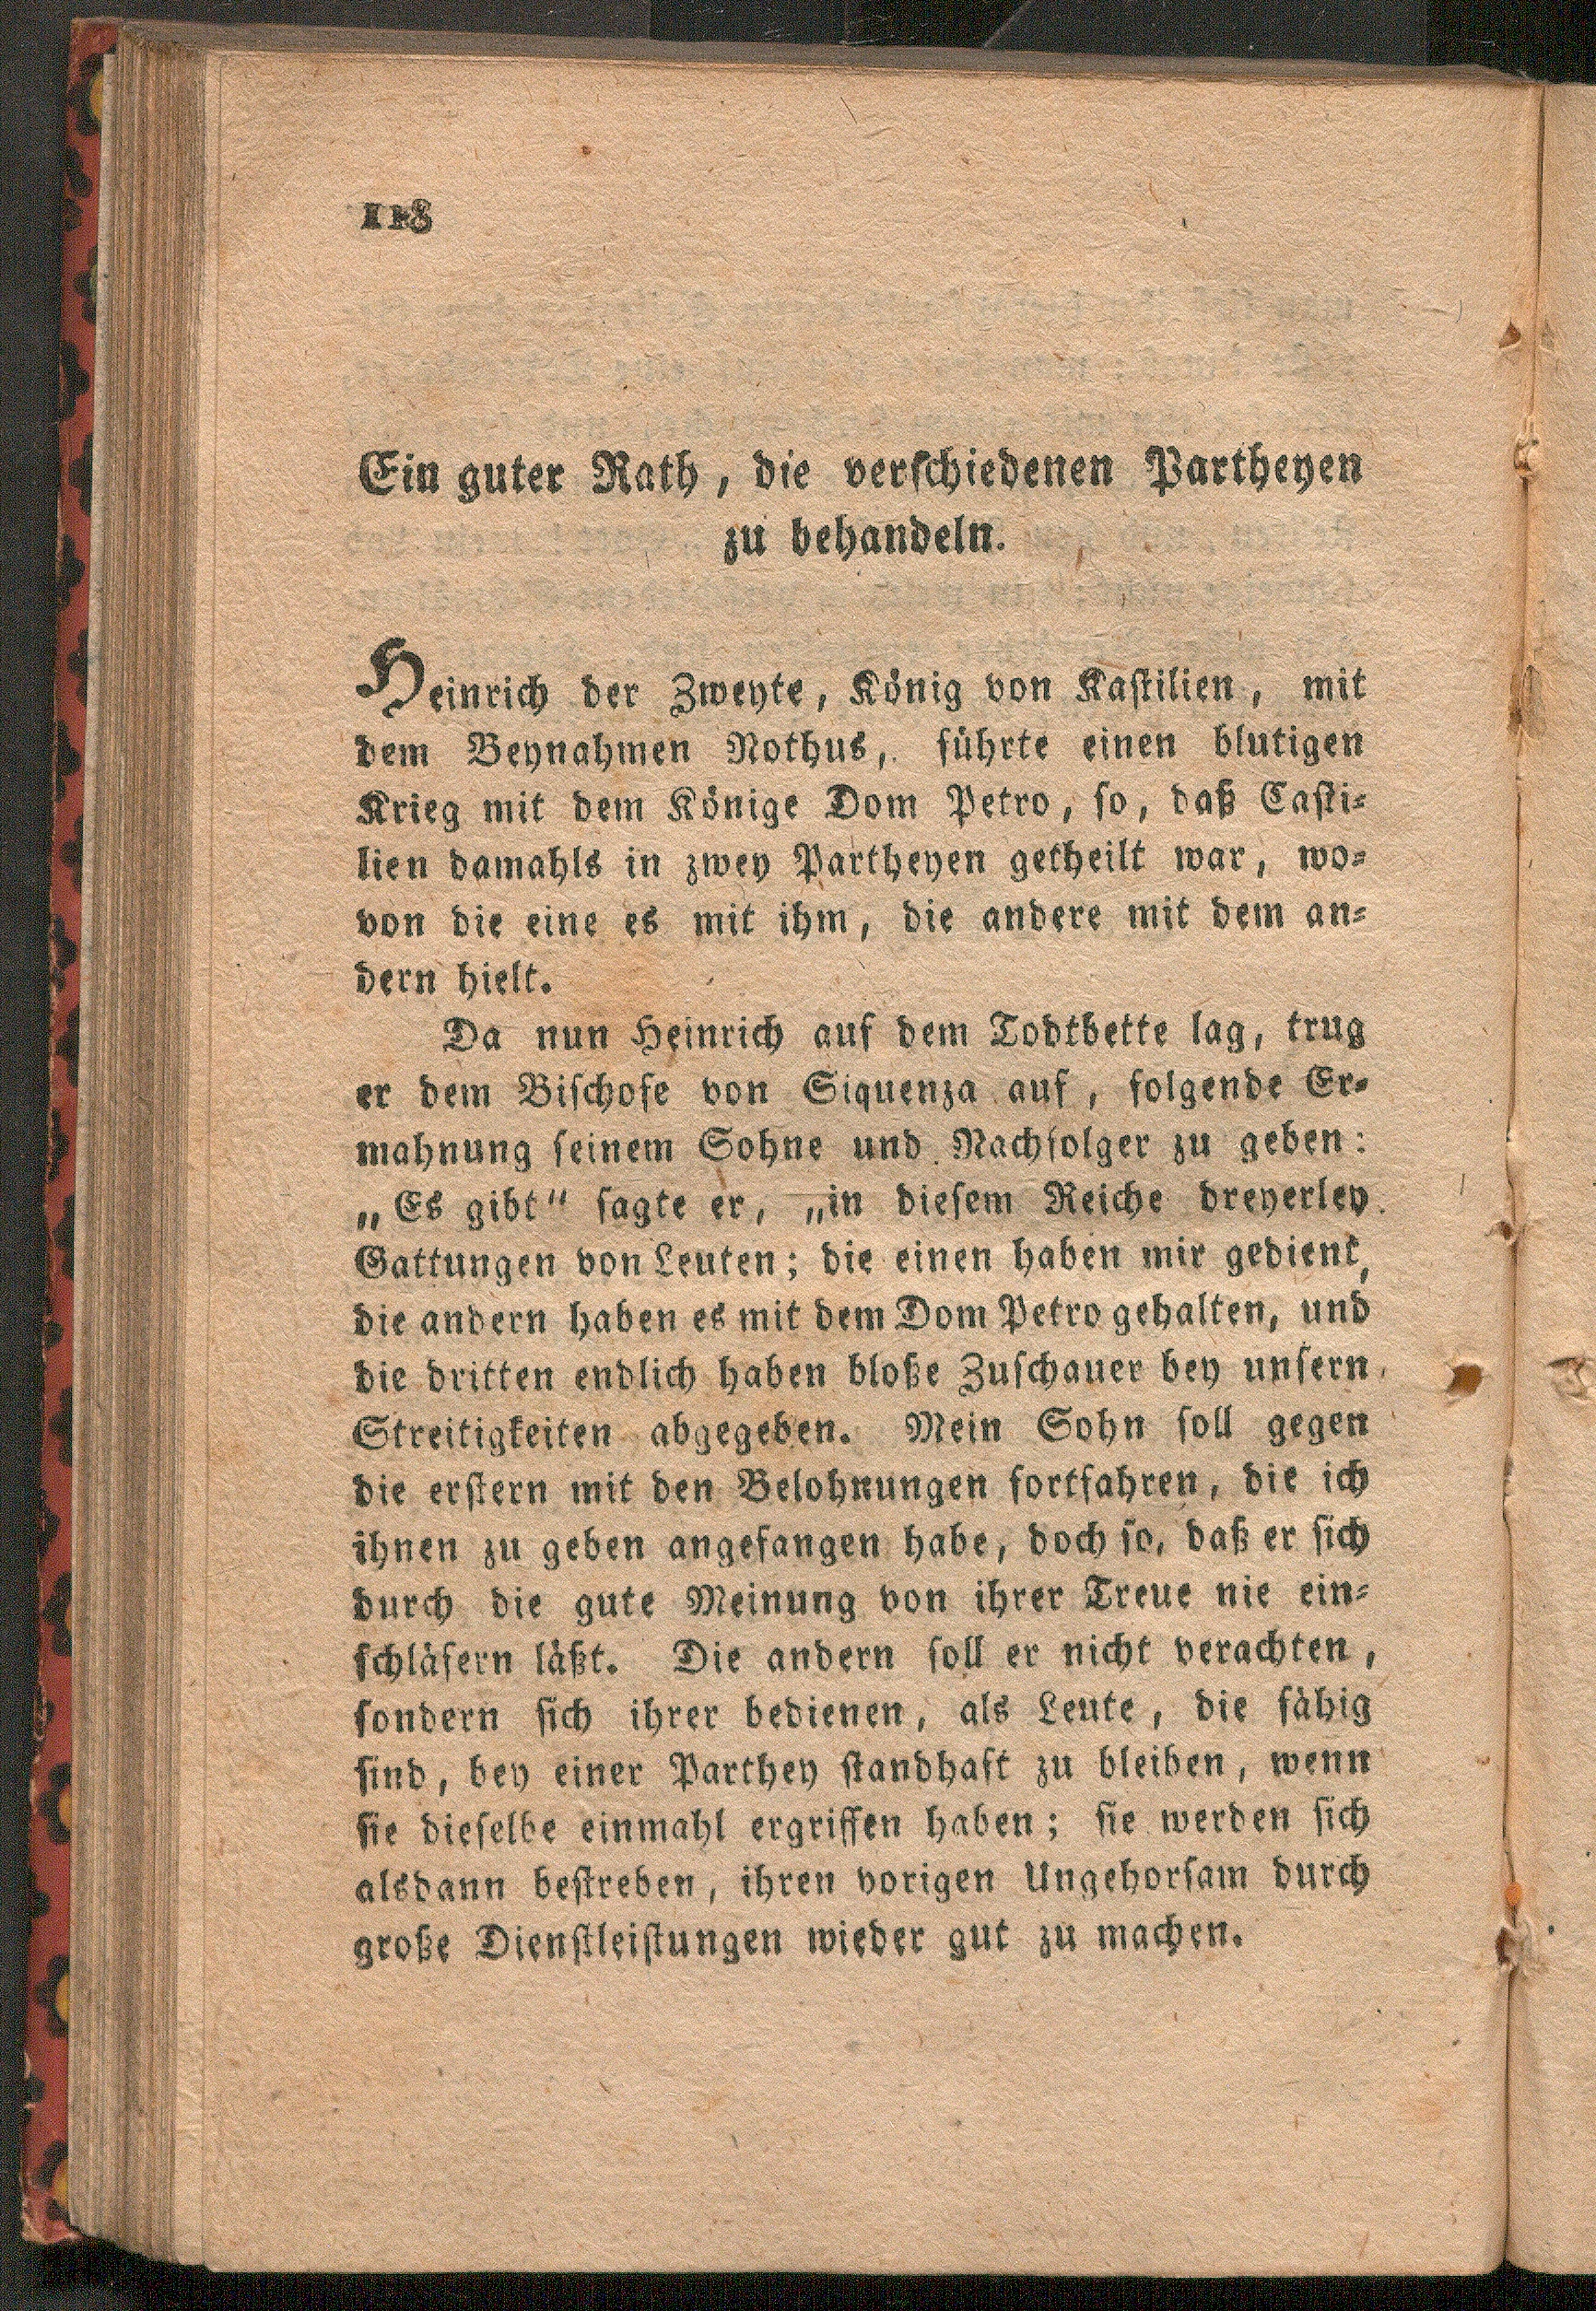 118
Ein guter Rath, die verschiedenen Partheyen
zu behandeln.
Heinrich der Zweyte, König von Kastilien, mit
dem Beynahmen Nothus, führte einen blutigen
Krieg mit dem Könige Dom Petro, so, daß Casti-
lien damahls in zwey Partheyen getheilt war, wo-
von die eine es mit ihm, die andere mit dem an-
dern hielt.
Da nun Heinrich auf dem Todtbette lag, trug
er dem Bischofe von Siquenza auf, folgende Er-
mahnung seinem Sohne und Nachfolger zu geben:
„Es gibt" sagte er, „in diesem Reiche dreyerley
Gattungen von Leuten; die einen haben mir gedient,
die andern haben es mit dem Dom Petro gehalten, und
die dritten endlich haben bloße Zuschauer bey unsern
Streitigkeiten abgegeben. Mein Sohn soll gegen
die erstern mit den Belohnungen fortfahren, die ich
ihnen zu geben angefangen habe, doch so, daß er sich
durch die gute Meinung von ihrer Treue nie ein-
schläfern läßt. Die andern soll er nicht verachten,
sondern sich ihrer bedienen, als Leute, die fähig
sind, bey einer Parthey standhaft zu bleiben, wenn
sie dieselbe einmahl ergriffen haben; sie werden sich
alsdann bestreben, ihren vorigen Ungehorsam durch
große Dienstleistungen wieder gut zu machen.